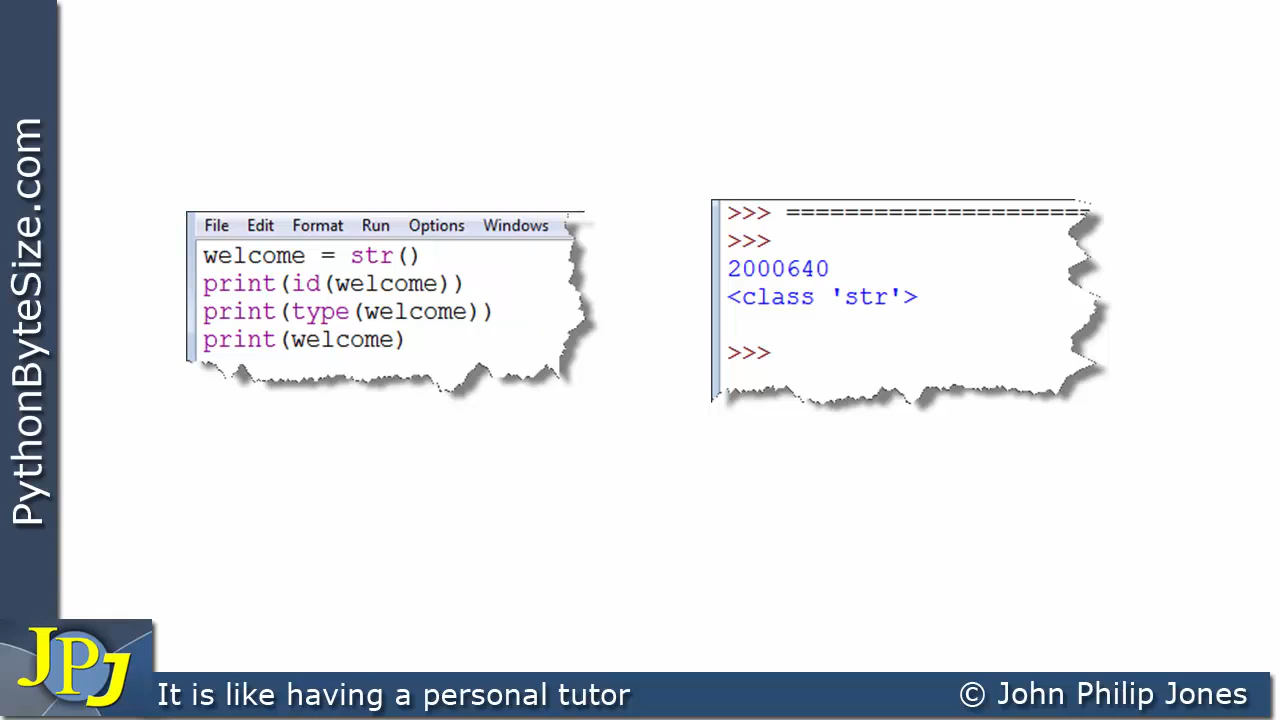 PythonByteSize.com
File Edit Format Run Options Windows
welcome = str()
print(id(welcome))
print(type(welcome))
print(welcome)
>>> =====================
>>>
2000640
<class 'str'>
>>>
JPJ
It is like having a personal tutor
© John Philip Jones